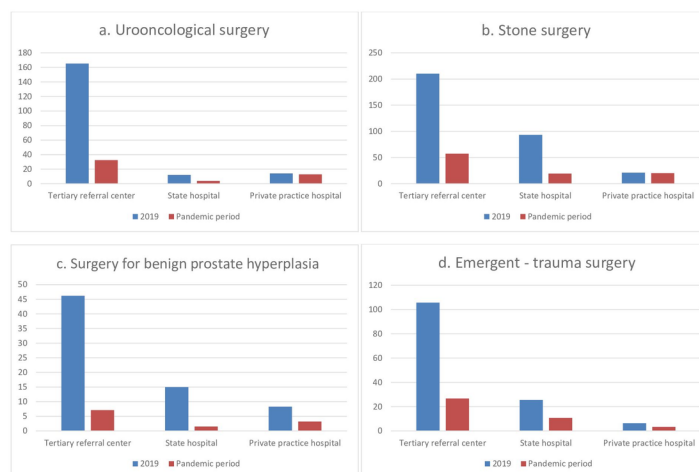 a. Urooncological surgery
180
160
140
120
100
80
60
40
20
0
Tertiary referral center State hospital Private practice hospital
2019 Pandemic period
b. Stone surgery
250
200
150
100
50
0
Tertiary referral center State hospital Private practice hospital
2019 Pandemic period
c. Surgery for benign prostate hyperplasia
50
45
40
35
30
25
20
15
10
5
0
Tertiary referral center State hospital Private practice hospital
2019 Pandemic period
d. Emergent - trauma surgery
120
100
80
60
40
20
0
Tertiary referral center State hospital Private practice hospital
2019 Pandemic period